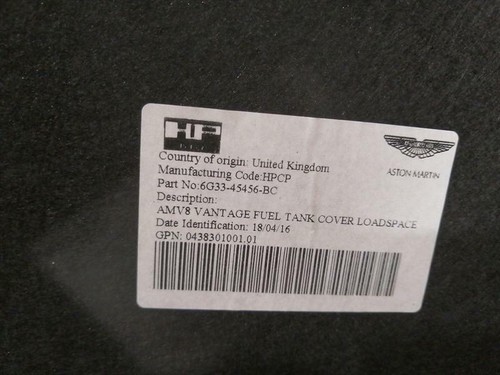 HP
Country of origin: United Kingdom
Manufacturing Code:HPCP
ASTON MARTIN
Part No:6G33-45456-BC
Description:
AMV8 VANTAGE FUEL TANK COVER LOADSPACE
Date Identification: 18/04/16
GPN: 0438301001.01